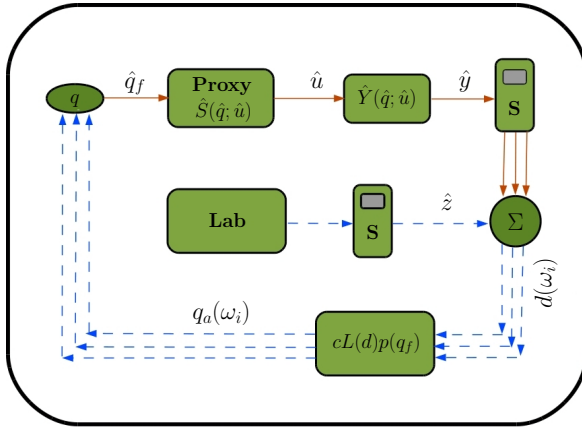 q
q̂_f
Proxy
Ŝ(q̂; û)
û
Ŷ(q̂; û)
ŷ
S
Lab
S
ẑ
Σ
d(ω_i)
q_a(ω_i)
cL(d)p(q_f)